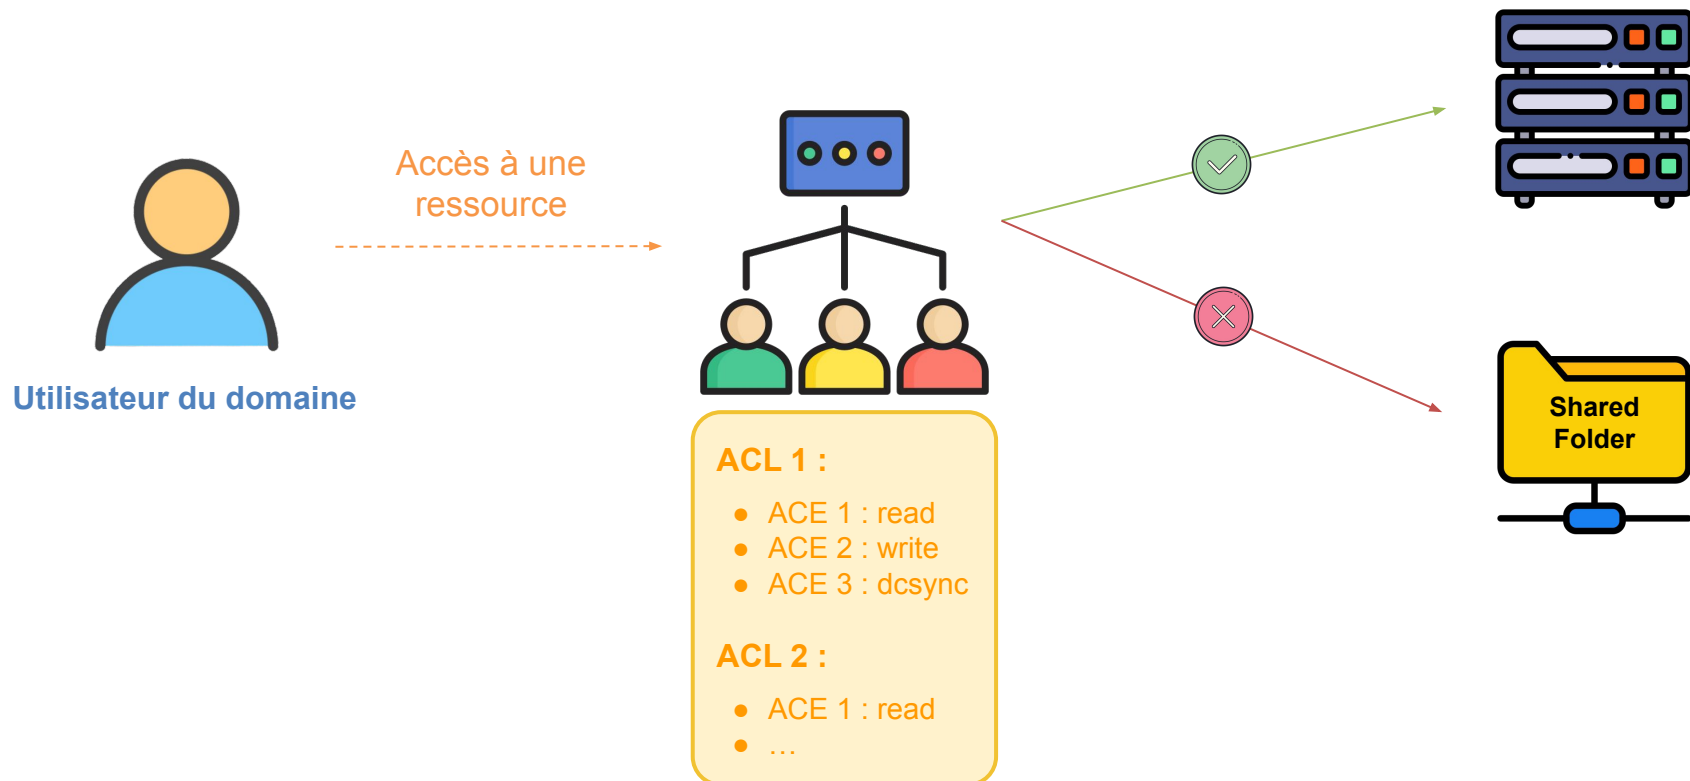 Accès à une
ressource
Utilisateur du domaine
ACL 1 :
● ACE 1 : read
● ACE 2 : write
● ACE 3 : dcsync
ACL 2 :
● ACE 1 : read
● …
Shared
Folder